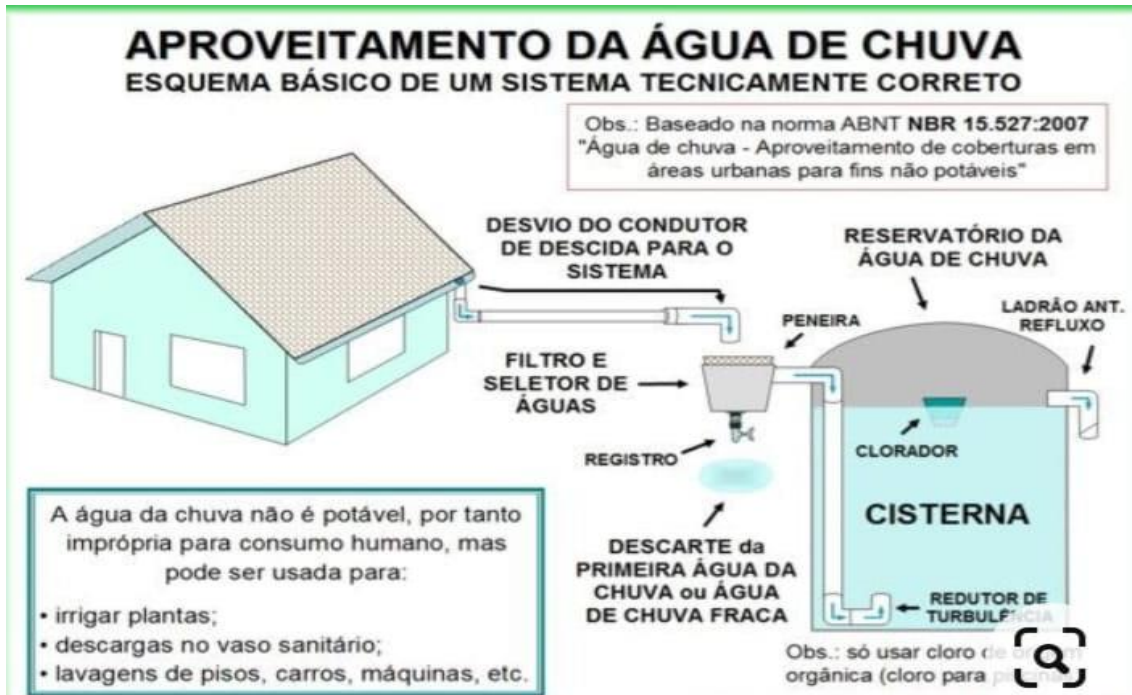 APROVEITAMENTO DA ÁGUA DE CHUVA
ESQUEMA BÁSICO DE UM SISTEMA TECNICAMENTE CORRETO
Obs.: Baseado na norma ABNT NBR 15.527:2007
"Água de chuva - Aproveitamento de coberturas em
áreas urbanas para fins não potáveis"
DESVIO DO CONDUTOR
DE DESCIDA PARA O
SISTEMA
RESERVATÓRIO DA
ÁGUA DE CHUVA
LADRÃO ANT.
REFLUXO
PENEIRA
FILTRO E
SELETOR DE
ÁGUAS
REGISTRO
CLORADOR
CISTERNA
DESCARTE da
PRIMEIRA ÁGUA DA
CHUVA ou ÁGUA
DE CHUVA FRACA
REDUTOR DE
TURBULÊNCIA
Obs.: só usar cloro de
orgânica (cloro para
A água da chuva não é potável, por tanto
imprópria para consumo humano, mas
pode ser usada para:
• irrigar plantas;
• descargas no vaso sanitário;
• lavagens de pisos, carros, máquinas, etc.